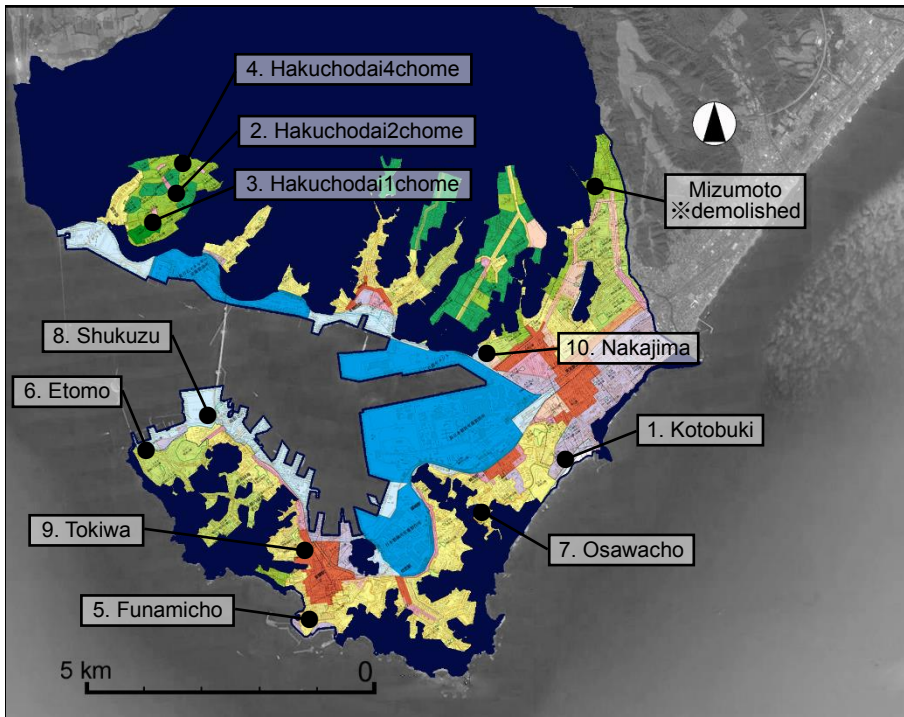 4. Hakuchodai4chome
2. Hakuchodai2chome
3. Hakuchodai1chome
Mizumoto
※demolished
8. Shukuzu
10. Nakajima
6. Etomo
1. Kotobuki
9. Tokiwa
7. Osawacho
5. Funamicho
5 km
0